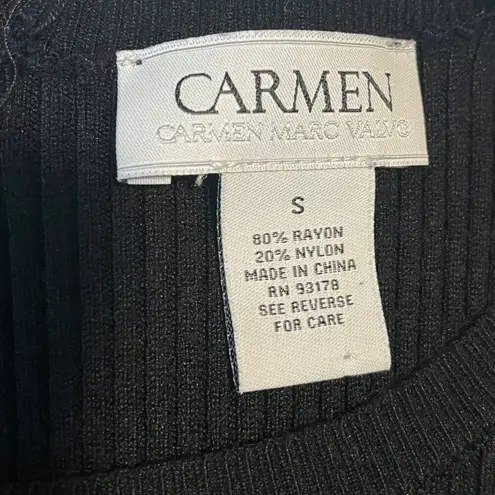 CARMEN
CARMEN MARC VALVO
S
80% RAYON
20% NYLON
MADE IN CHINA
RN 93178
SEE REVERSE
FOR CARE